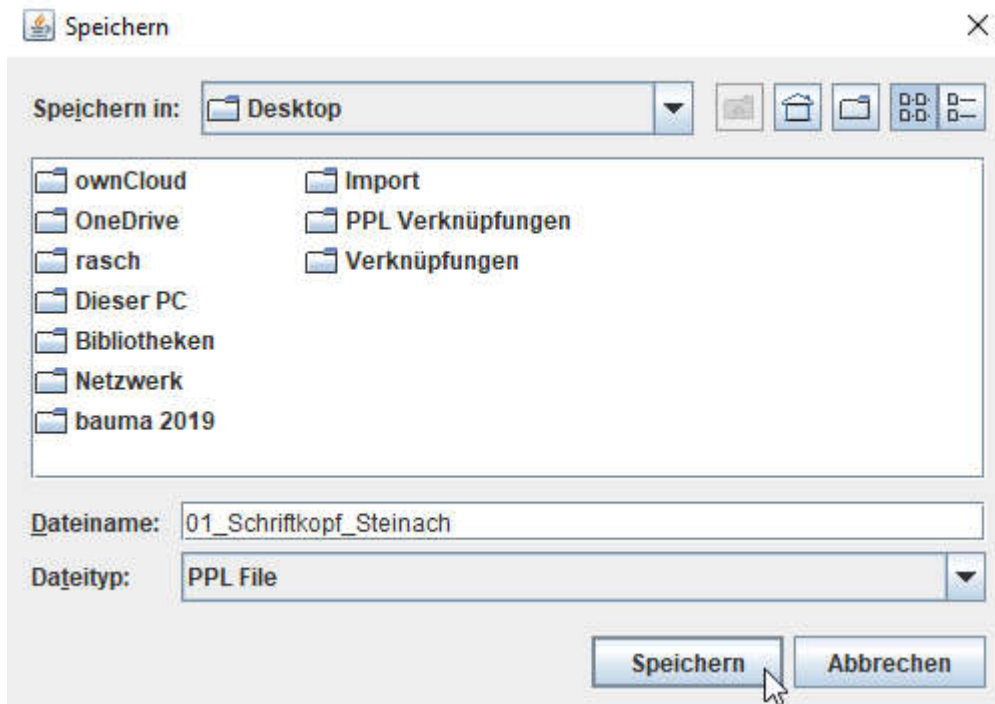 Speichern
Speichern in: Desktop
ownCloud
OneDrive
rasch
Dieser PC
Bibliotheken
Netzwerk
bauma 2019
Import
PPL Verknüpfungen
Verknüpfungen
Dateiname: 01_Schriftkopf_Steinach
Dateityp: PPL File
Speichern Abbrechen